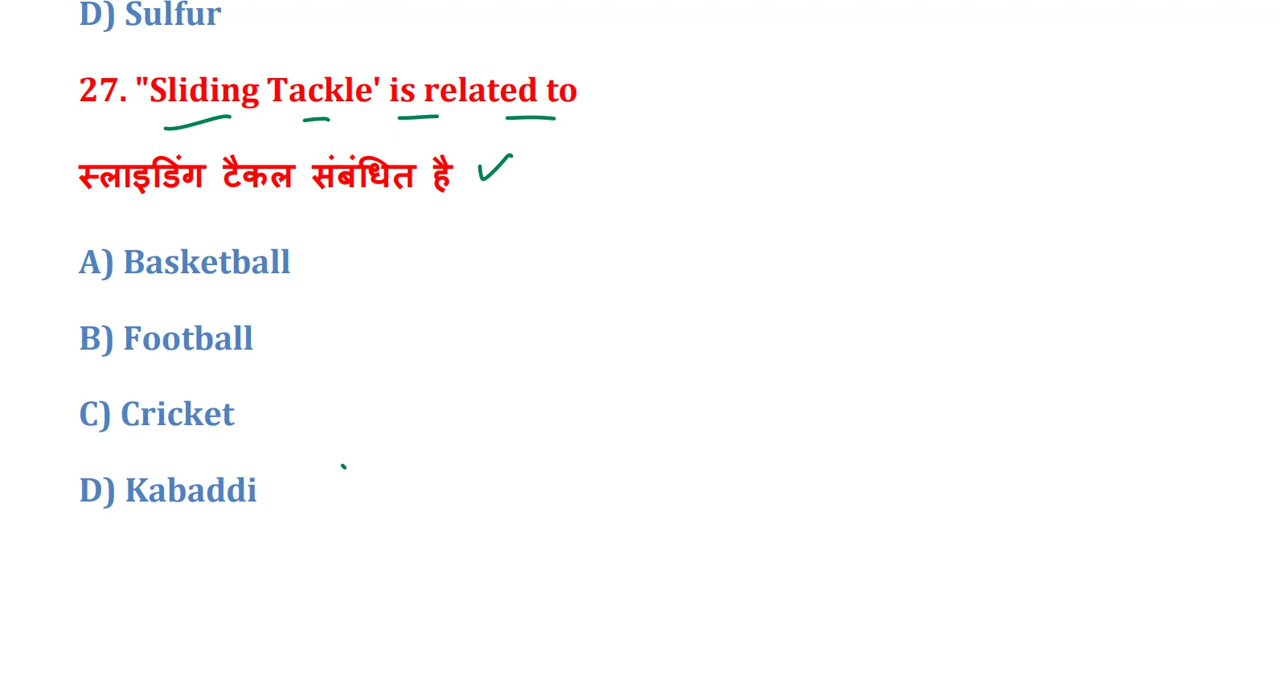 D) Sulfur
27. "Sliding Tackle' is related to
स्लाइडिंग टैकल संबंधित है
A) Basketball
B) Football
C) Cricket
D) Kabaddi